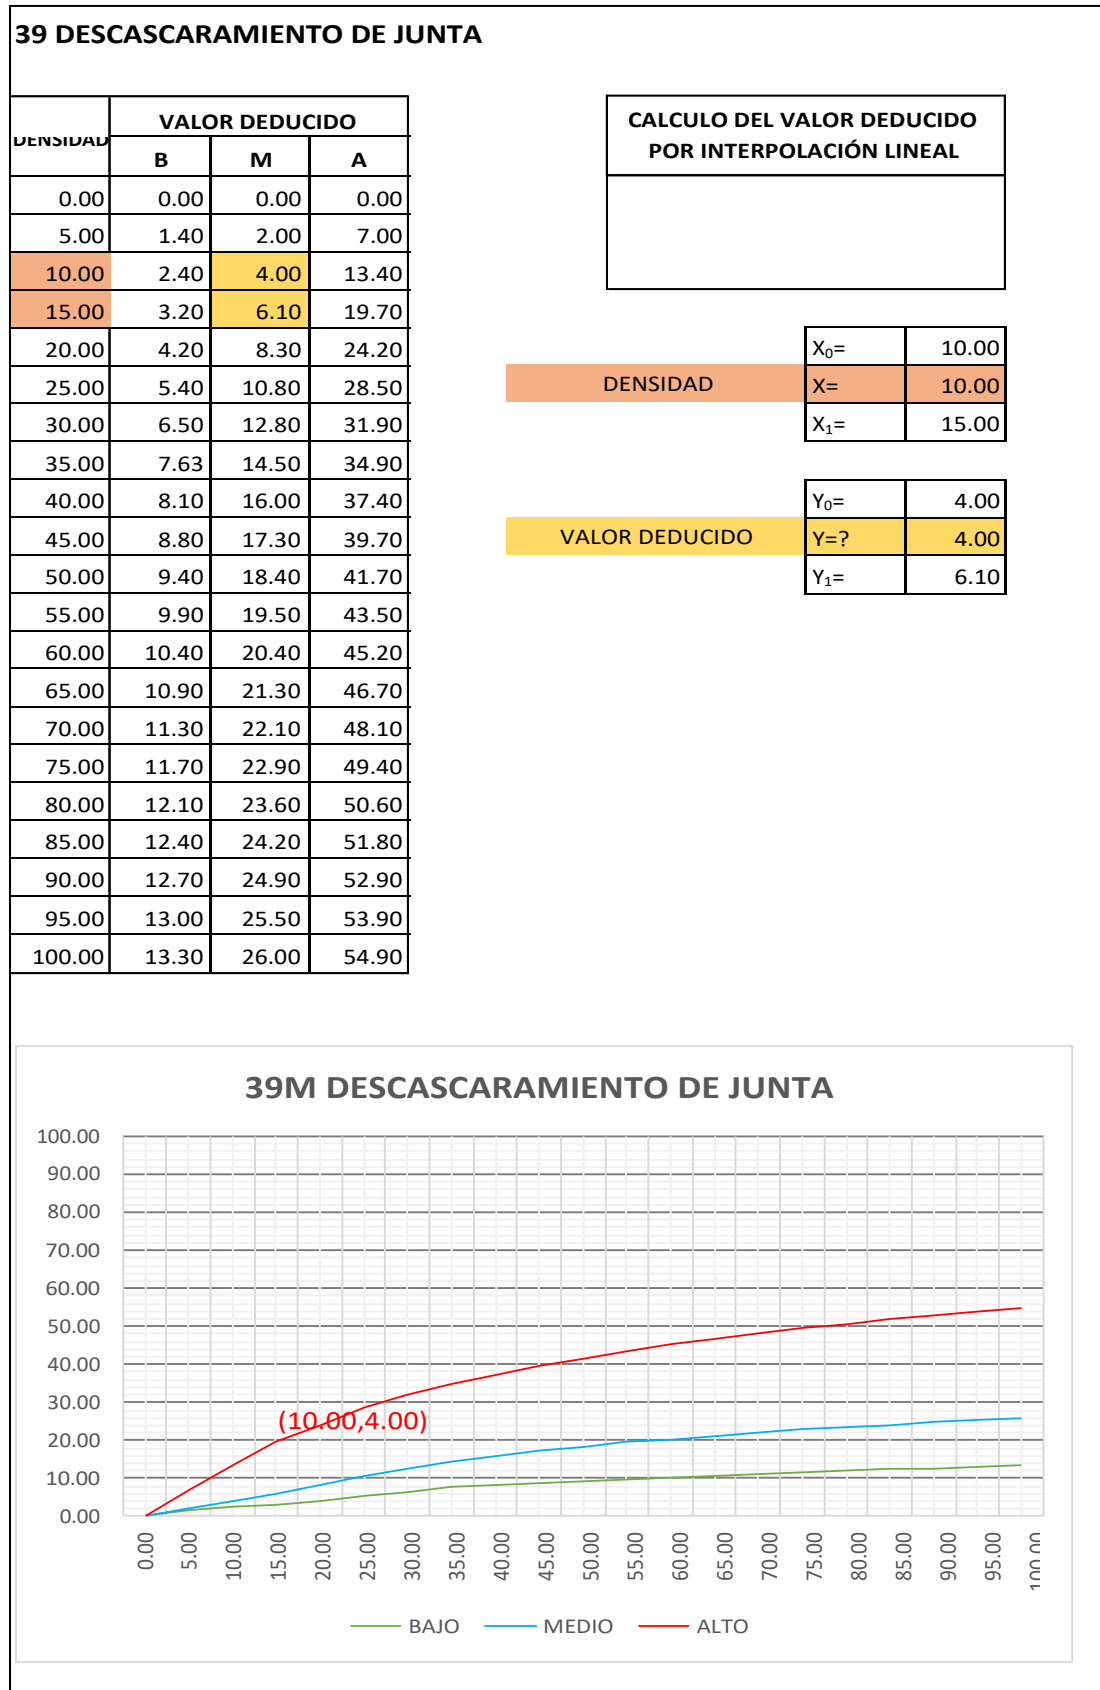 39 DESCASCARAMIENTO DE JUNTA
DENSIDAD
VALOR DEDUCIDO
B M A
0.00 0.00 0.00 0.00
5.00 1.40 2.00 7.00
10.00 2.40 4.00 13.40
15.00 3.20 6.10 19.70
20.00 4.20 8.30 24.20
25.00 5.40 10.80 28.50
30.00 6.50 12.80 31.90
35.00 7.63 14.50 34.90
40.00 8.10 16.00 37.40
45.00 8.80 17.30 39.70
50.00 9.40 18.40 41.70
55.00 9.90 19.50 43.50
60.00 10.40 20.40 45.20
65.00 10.90 21.30 46.70
70.00 11.30 22.10 48.10
75.00 11.70 22.90 49.40
80.00 12.10 23.60 50.60
85.00 12.40 24.20 51.80
90.00 12.70 24.90 52.90
95.00 13.00 25.50 53.90
100.00 13.30 26.00 54.90
CALCULO DEL VALOR DEDUCIDO
POR INTERPOLACIÓN LINEAL
X₀= 10.00
DENSIDAD X= 10.00
X₁= 15.00
Y₀= 4.00
VALOR DEDUCIDO Y=? 4.00
Y₁= 6.10
39M DESCASCARAMIENTO DE JUNTA
100.00
90.00
80.00
70.00
60.00
50.00
40.00
30.00
20.00
10.00
0.00
(10.00,4.00)
0.00
5.00
10.00
15.00
20.00
25.00
30.00
35.00
40.00
45.00
50.00
55.00
60.00
65.00
70.00
75.00
80.00
85.00
90.00
95.00
100.00
BAJO MEDIO ALTO